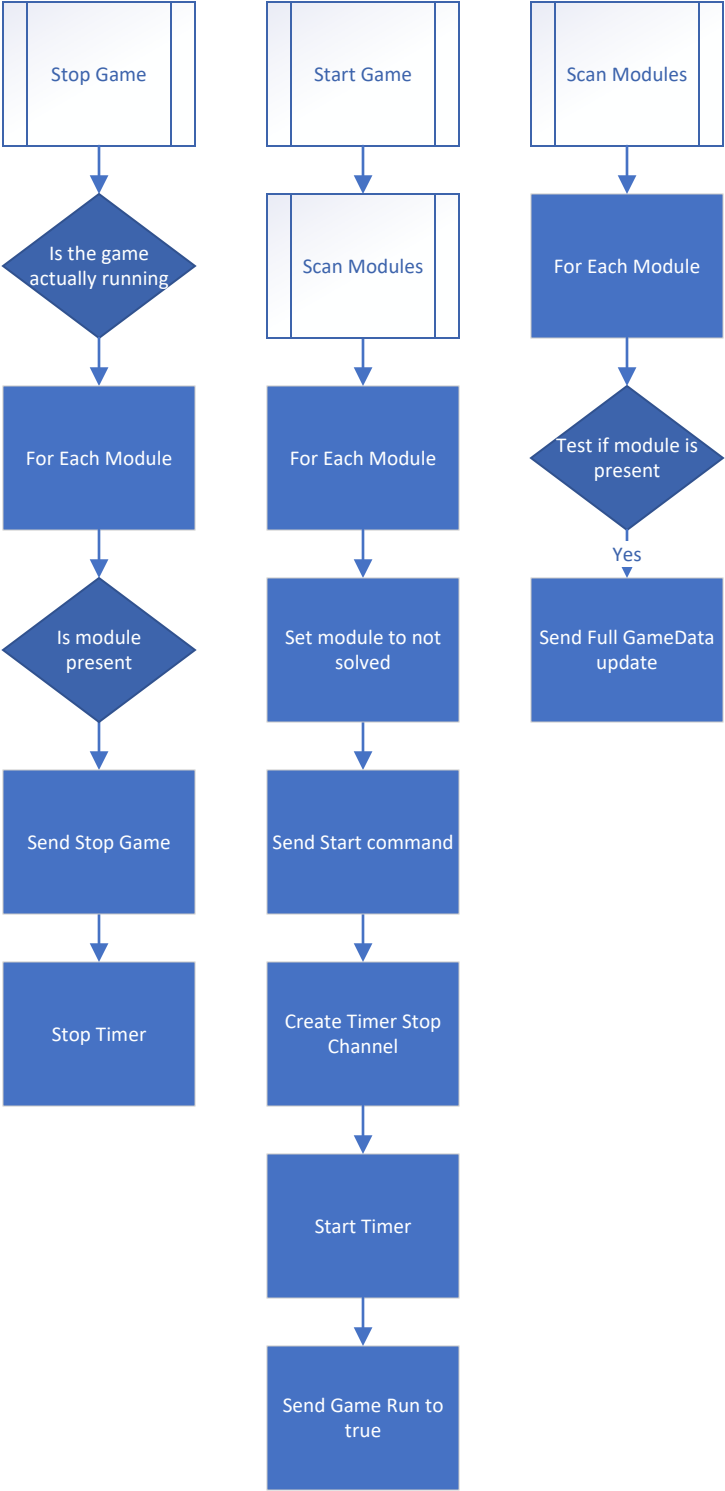 Stop Game
Is the game
actually running
For Each Module
Is module
present
Send Stop Game
Stop Timer
Start Game
Scan Modules
For Each Module
Set module to not
solved
Send Start command
Create Timer Stop
Channel
Start Timer
Send Game Run to
true
Scan Modules
For Each Module
Test if module is
present
Yes
Send Full GameData
update